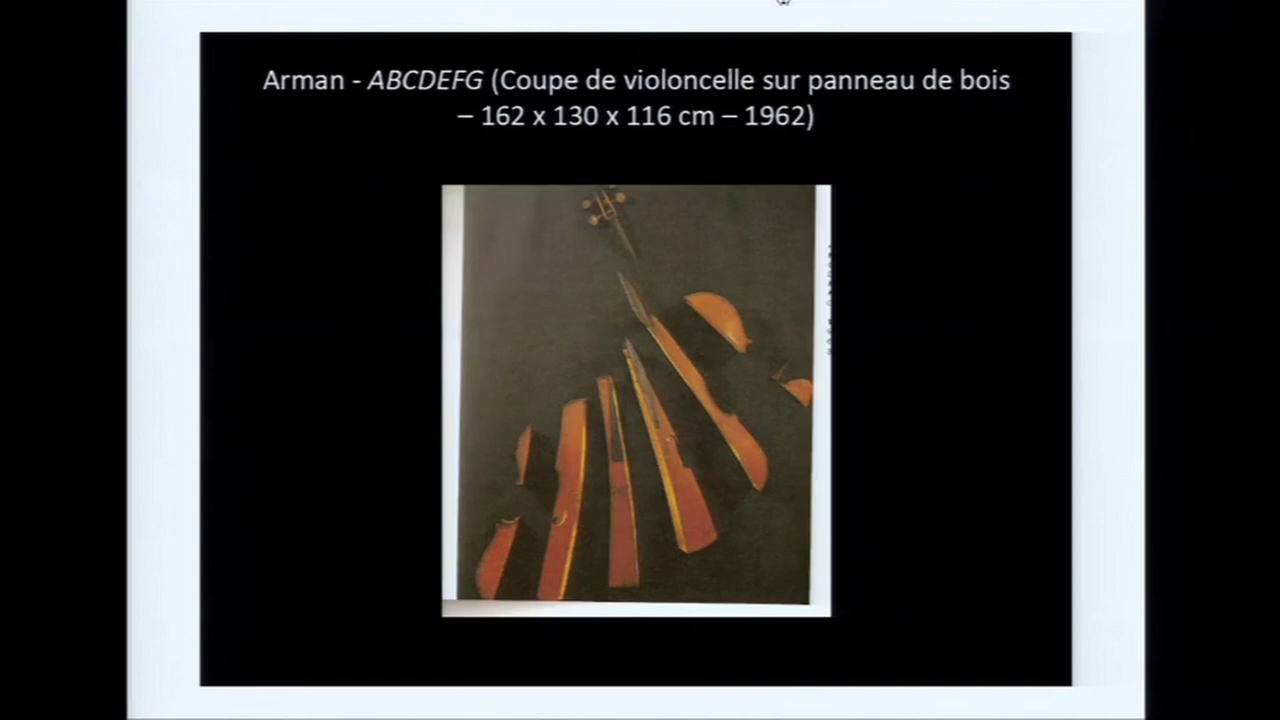 Arman - ABCDEFG (Coupe de violoncelle sur panneau de bois
– 162 x 130 x 116 cm – 1962)